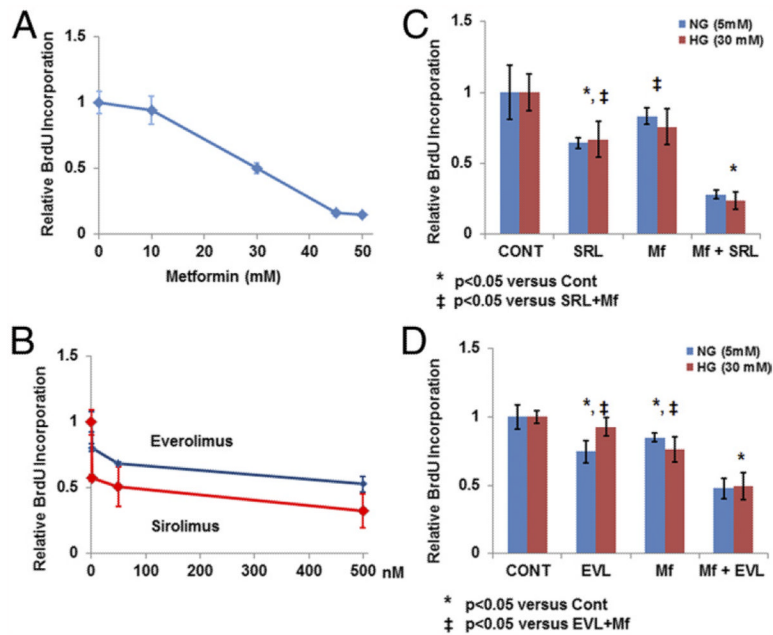 A
Relative BrdU Incorporation
1.5
1
0.5
0
0 10 20 30 40 50
Metformin (mM)
B
Relative BrdU Incorporation
1.5
1
0.5
0
Everolimus
Sirolimus
0 100 200 300 400 500 nM
C
Relative BrdU Incorporation
1.5
1
0.5
0
NG (5mM)
HG (30 mM)
*, ‡
‡
*
CONT SRL Mf Mf + SRL
* p<0.05 versus Cont
‡ p<0.05 versus SRL+Mf
D
Relative BrdU Incorporation
1.5
1
0.5
0
NG (5mM)
HG (30 mM)
*, ‡
*, ‡
*
CONT EVL Mf Mf + EVL
* p<0.05 versus Cont
‡ p<0.05 versus EVL+Mf